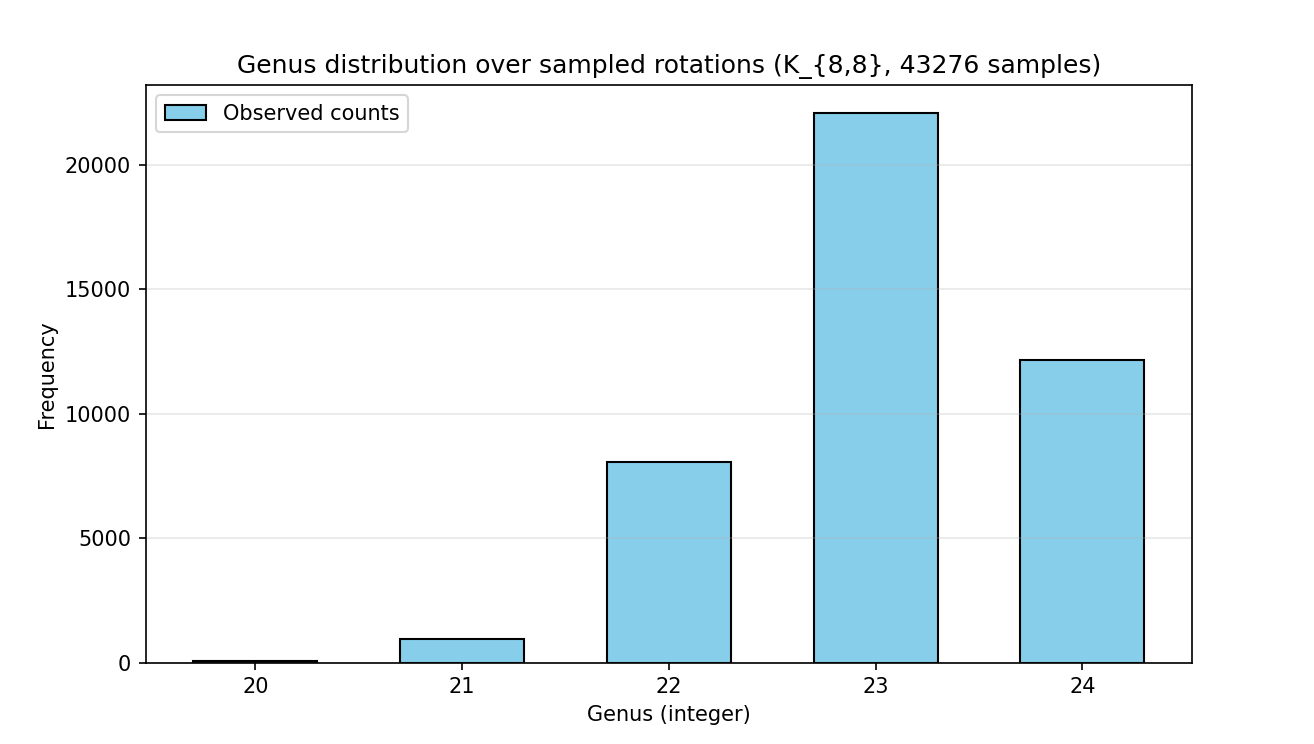 Genus distribution over sampled rotations (K_{8,8}, 43276 samples)
Observed counts
20000
15000
10000
5000
0
Frequency
20 21 22 23 24
Genus (integer)